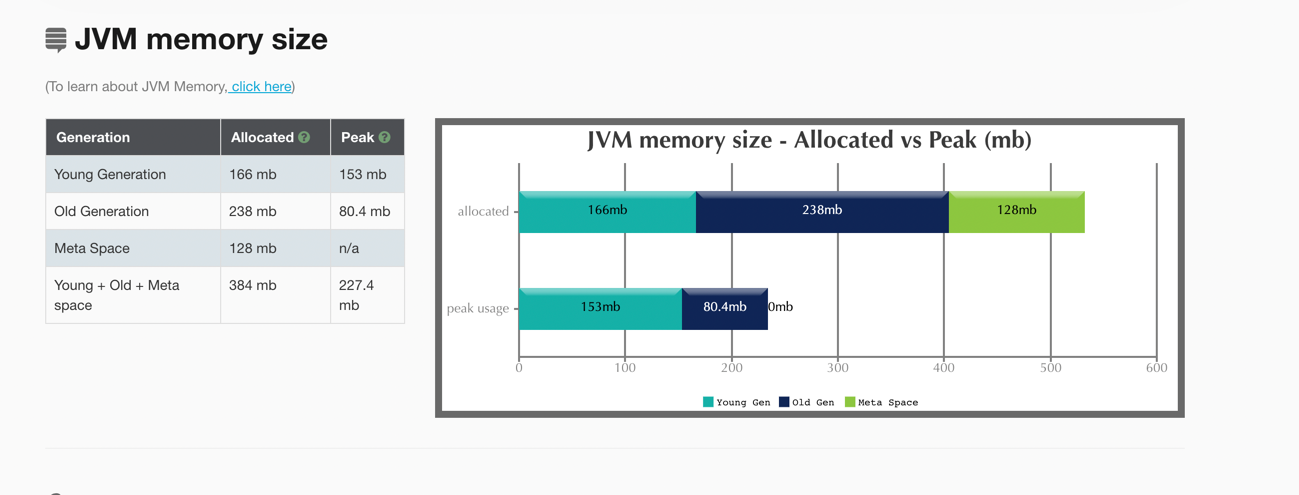 JVM memory size
(To learn about JVM Memory, click here)
Generation Allocated ? Peak ?
Young Generation 166 mb 153 mb
Old Generation 238 mb 80.4 mb
Meta Space 128 mb n/a
Young + Old + Meta space 384 mb 227.4 mb
JVM memory size - Allocated vs Peak (mb)
allocated 166mb 238mb 128mb
peak usage 153mb 80.4mb 0mb
0 100 200 300 400 500 600
Young Gen Old Gen Meta Space